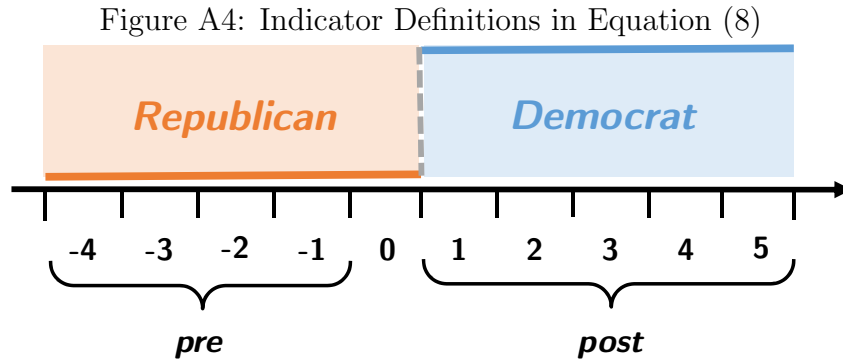 Figure A4: Indicator Definitions in Equation (8)
Republican Democrat
-4 -3 -2 -1 0 1 2 3 4 5
pre post